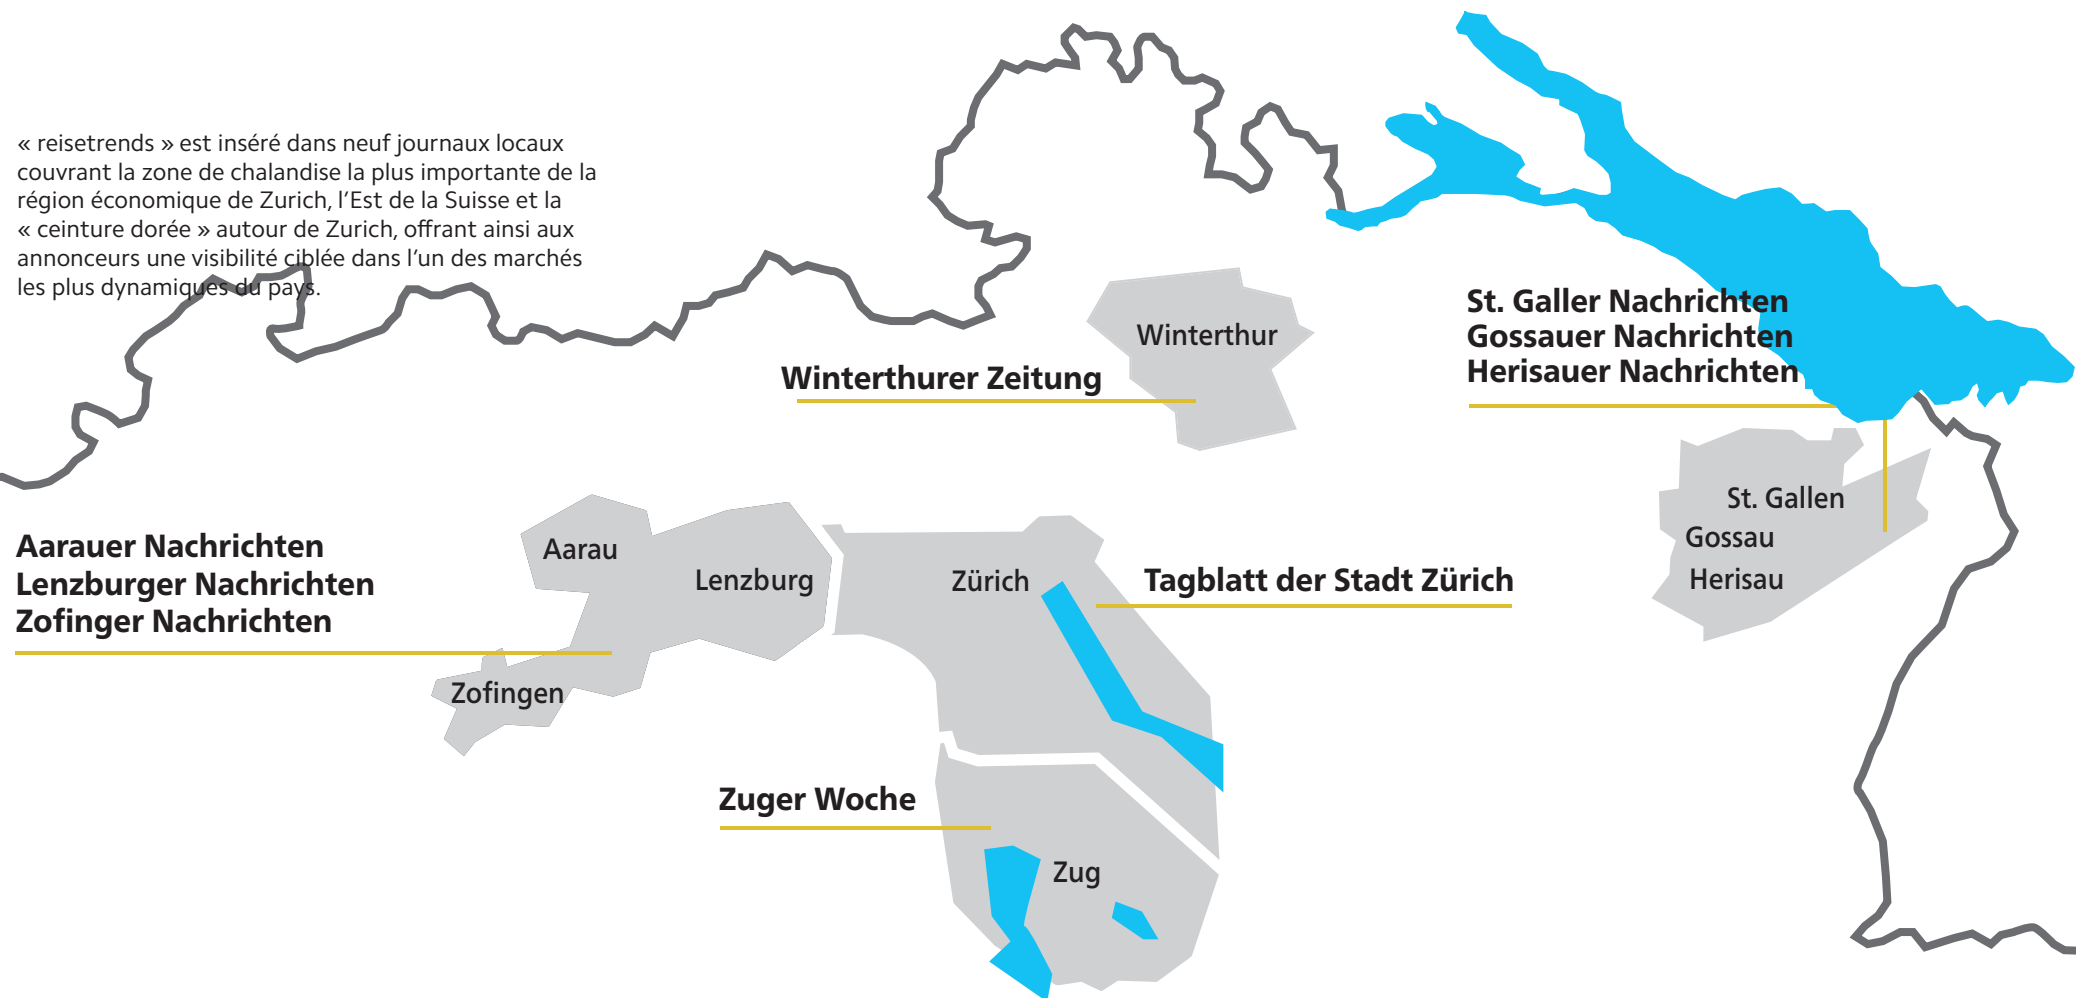 « reisetrends » est inséré dans neuf journaux locaux
couvrant la zone de chalandise la plus importante de la
région économique de Zurich, l'Est de la Suisse et la
« ceinture dorée » autour de Zurich, offrant ainsi aux
annonceurs une visibilité ciblée dans l'un des marchés
les plus dynamiques du pays.
St. Galler Nachrichten
Gossauer Nachrichten
Herisauer Nachrichten
Winterthur
Winterthurer Zeitung
St. Gallen
Gossau
Herisau
Aarauer Nachrichten
Lenzburger Nachrichten
Zofinger Nachrichten
Aarau
Lenzburg
Zürich
Tagblatt der Stadt Zürich
Zofingen
Zuger Woche
Zug